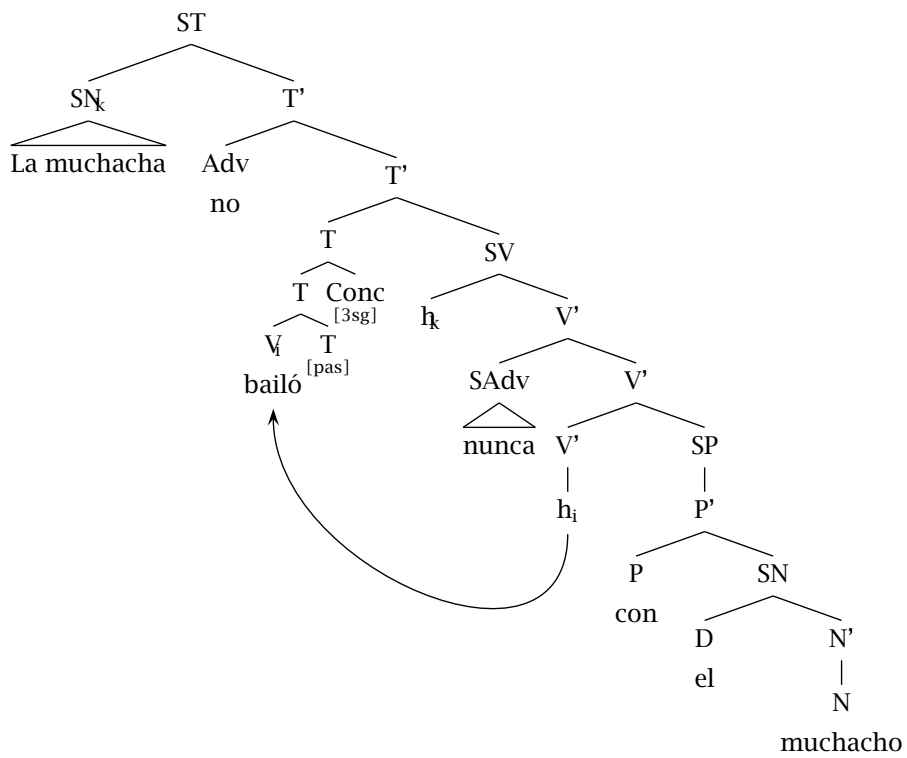 ST
SNk T'
La muchacha Adv T'
no
T SV
T Conc hk V'
[3sg]
Vi T SAdv V'
[pas]
bailó
nunca V' SP
hi P'
P SN
con
D N'
el
N
muchacho